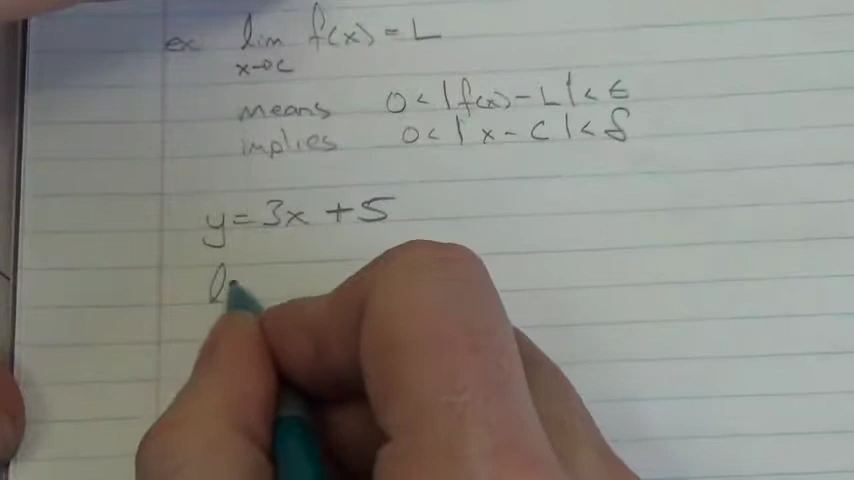 ex lim f(x) = L
x→c
means 0 < |f(x) - L| < ε
implies 0 < |x - c| < δ
y = 3x + 5
l